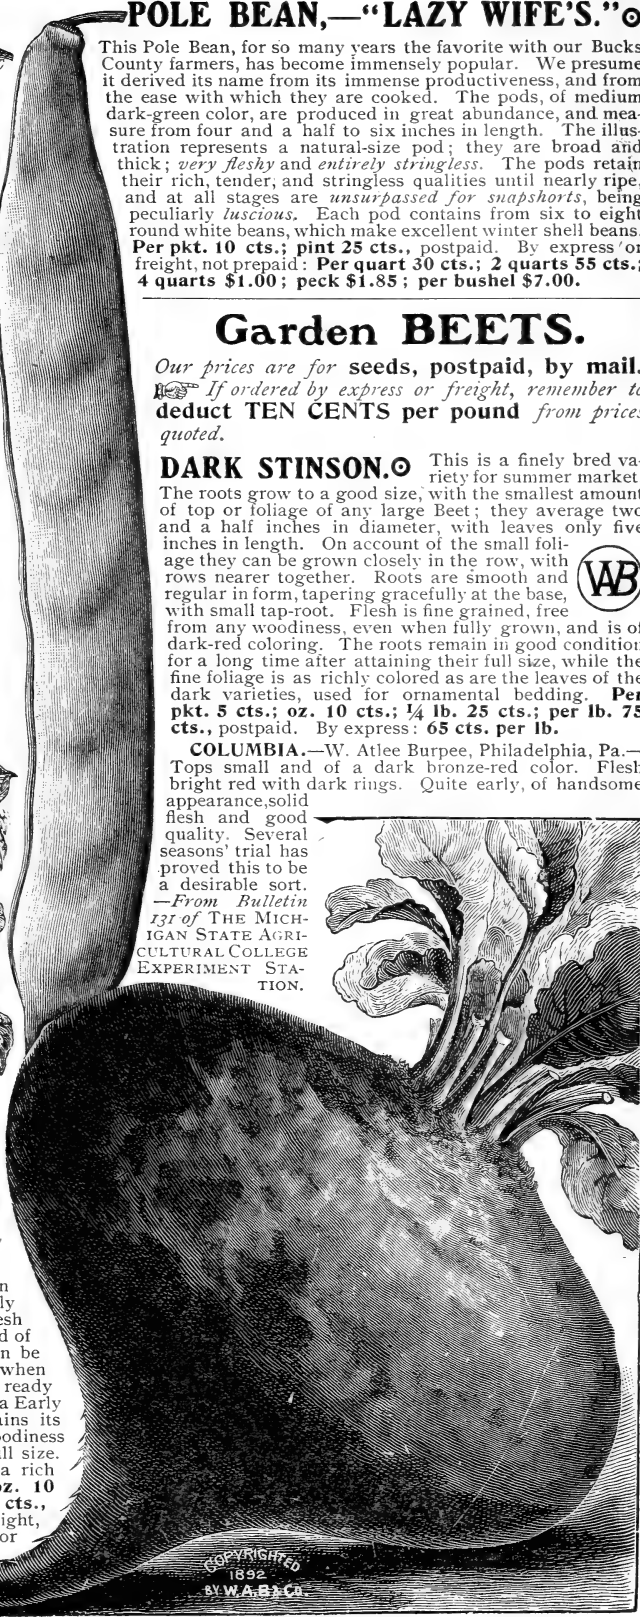 POLE BEAN,—“LAZY WIFE'S.”
This Pole Bean, for so many years the favorite with our Bucks
County farmers, has become immensely popular. We presume
it derived its name from its immense productiveness, and from
the ease with which they are cooked. The pods, of medium
dark-green color, are produced in great abundance, and mea-
sure from four and a half to six inches in length. The illus-
tration represents a natural-size pod; they are broad and
thick; very fleshy and entirely stringless. The pods retain
their rich, tender, and stringless qualities until nearly ripe,
and at all stages are unsurpassed for snapshorts, being
peculiarly luscious. Each pod contains from six to eight
round white beans, which make excellent winter shell beans.
Per pkt. 10 cts.; pint 25 cts., postpaid. By express or
freight, not prepaid: Per quart 30 cts.; 2 quarts 55 cts.;
4 quarts $1.00; peck $1.85; per bushel $7.00.
Garden BEETS.
Our prices are for seeds, postpaid, by mail.
If ordered by express or freight, remember to
deduct TEN CENTS per pound from prices
quoted.
DARK STINSON. This is a finely bred va-
riety for summer market
The roots grow to a good size, with the smallest amount
of top or foliage of any large Beet; they average two
and a half inches in diameter, with leaves only five
inches in length. On account of the small foli-
age they can be grown closely in the row, with
rows nearer together. Roots are smooth and
regular in form, tapering gracefully at the base,
with small tap-root. Flesh is fine grained, free
WAB
from any woodiness, even when fully grown, and is of
dark-red coloring. The roots remain in good condition
for a long time after attaining their full size, while the
fine foliage is as richly colored as are the leaves of the
dark varieties, used for ornamental bedding. Per
pkt. 5 cts.; oz. 10 cts.; ¼ lb. 25 cts.; per lb. 75
cts., postpaid. By express: 65 cts. per lb.
COLUMBIA.—W. Atlee Burpee, Philadelphia, Pa.—
Tops small and of a dark bronze-red color. Flesh
bright red with dark rings. Quite early, of handsome
appearance, solid
flesh and good
quality. Several
seasons' trial has
proved this to be
a desirable sort.
—From Bulletin
131 of THE MICH-
IGAN STATE AGRI-
CULTURAL COLLEGE
EXPERIMENT STA-
TION.
n
ly
esh
d of
n be
when
ready
a Early
ains its
oodiness
ll size.
a rich
oz. 10
cts.,
ight,
or
COPYRIGHTED
1892
BY W.A.B.& CO.